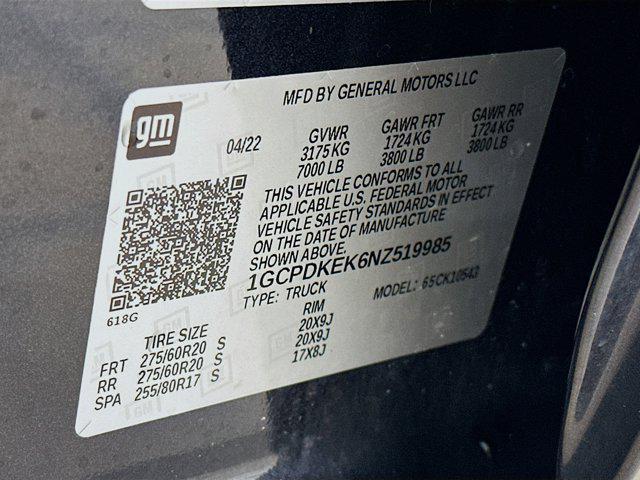 MFD BY GENERAL MOTORS LLC
gm
04/22
GVWR GAWR FRT GAWR RR
3175 KG 1724 KG 1724 KG
7000 LB 3800 LB 3800 LB
THIS VEHICLE CONFORMS TO ALL
APPLICABLE U.S. FEDERAL MOTOR
VEHICLE SAFETY STANDARDS IN EFFECT
ON THE DATE OF MANUFACTURE
SHOWN ABOVE.
1GCPDKEK6NZ519985
TYPE: TRUCK MODEL: 65CK10543
618G
TIRE SIZE RIM
FRT 275/60R20 S 20X9J
RR 275/60R20 S 20X9J
SPA 255/80R17 S 17X8J